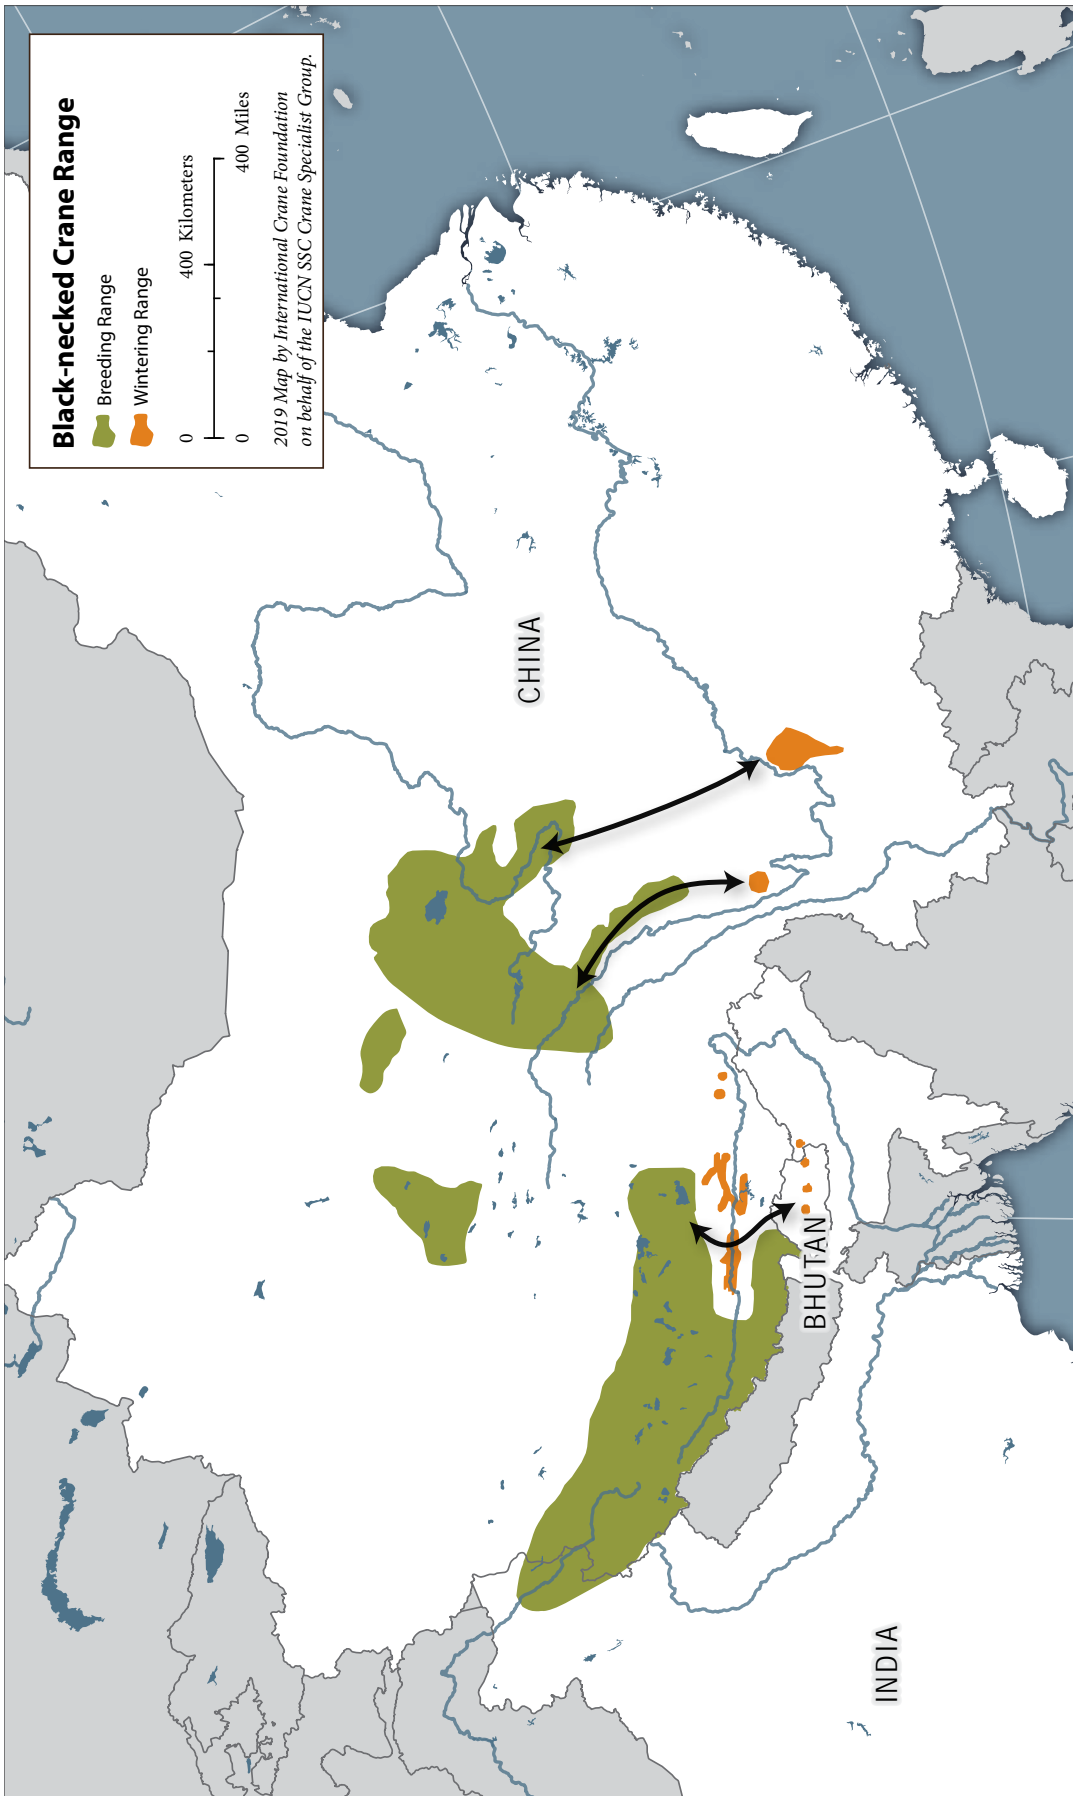 Black-necked Crane Range
Breeding Range
Wintering Range
0 400 Kilometers
0 400 Miles
2019 Map by International Crane Foundation
on behalf of the IUCN SSC Crane Specialist Group.
CHINA
BHUTAN
INDIA